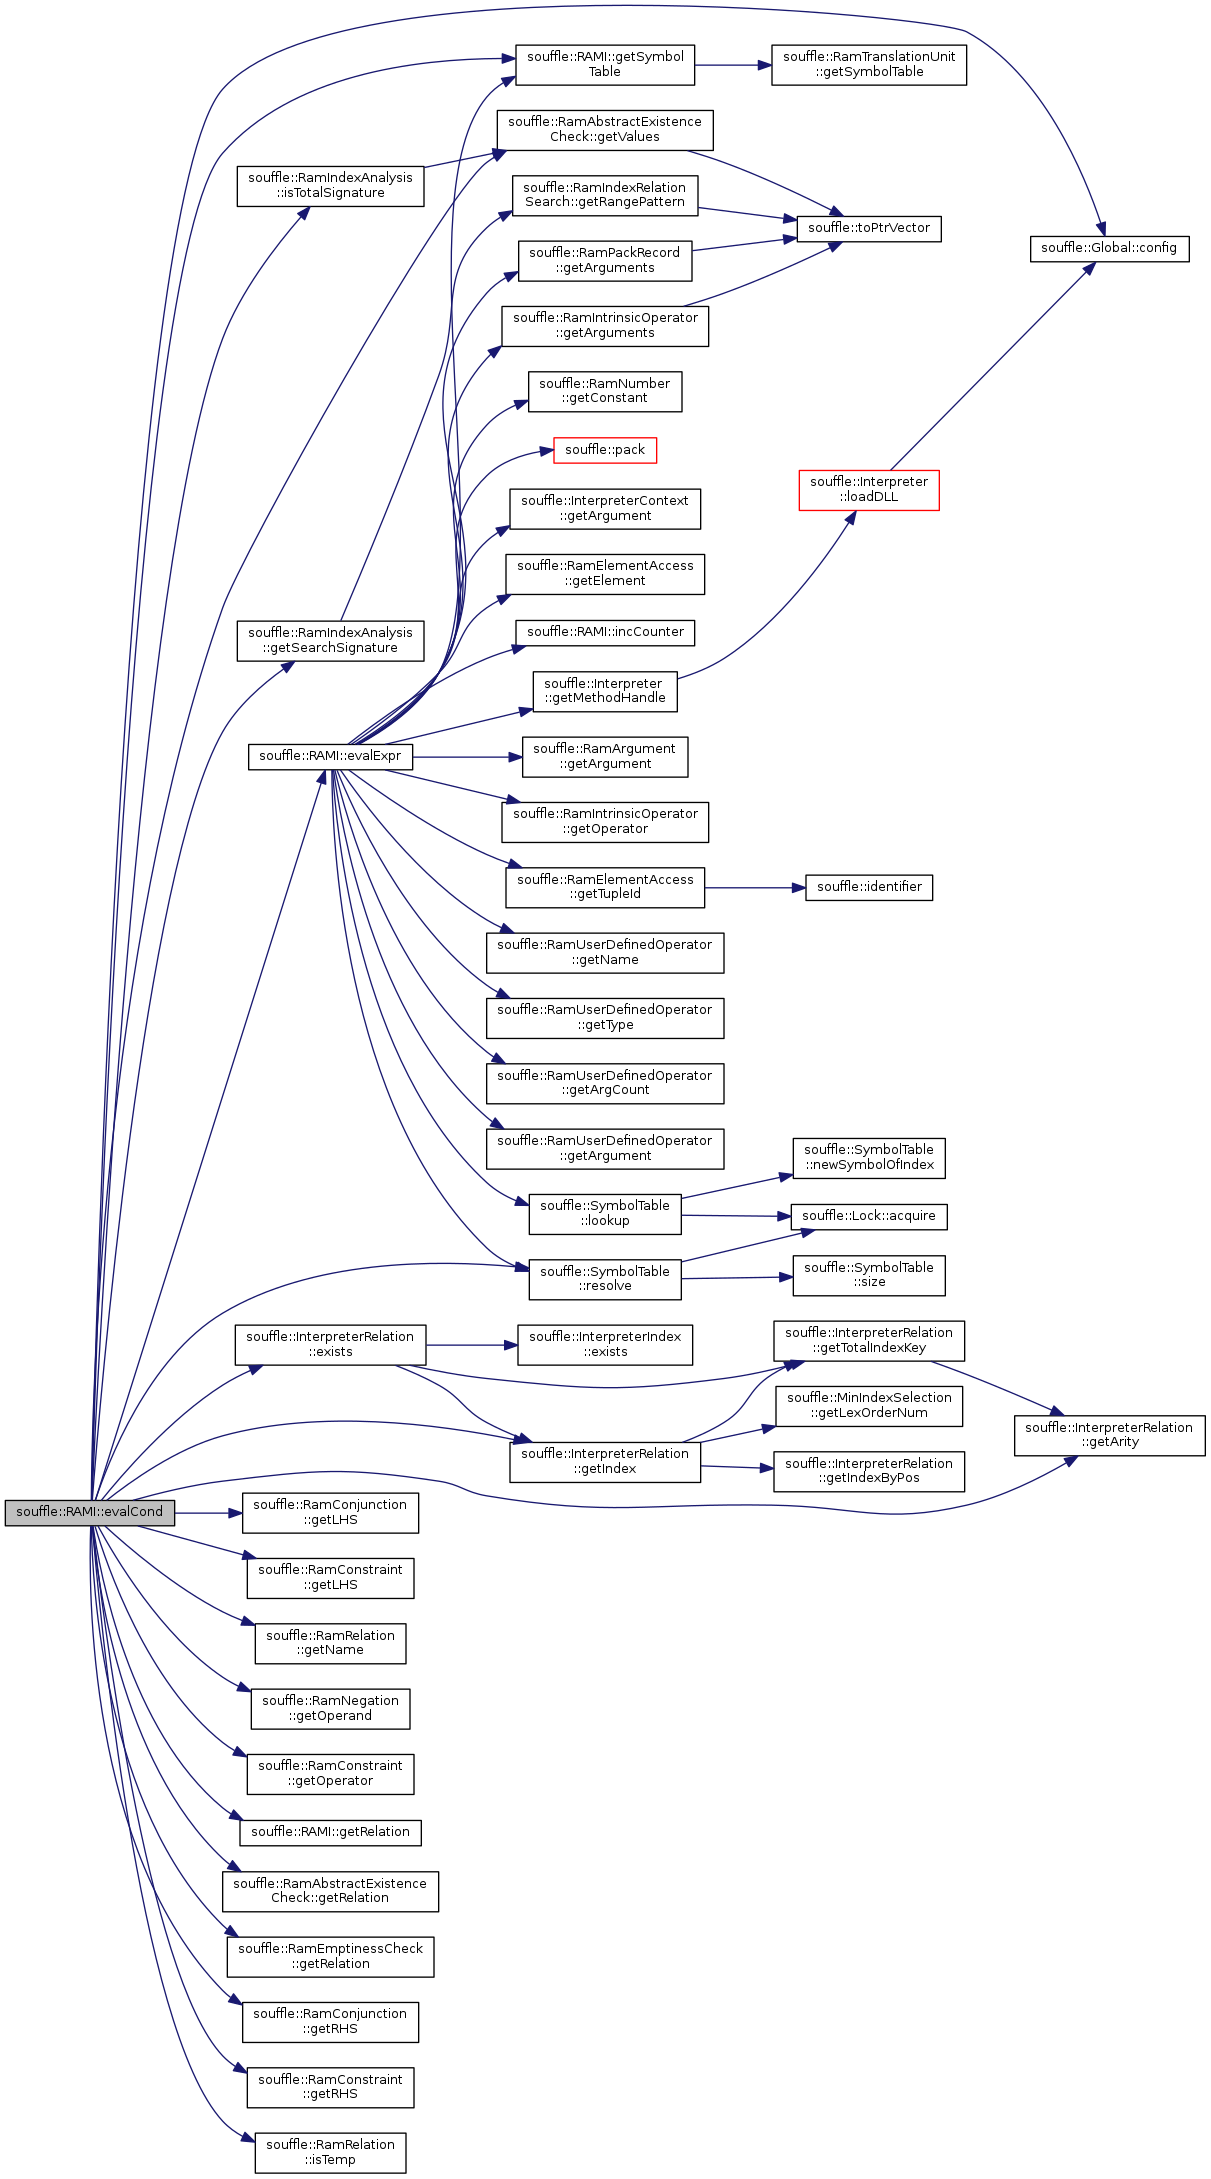 souffle::RAMI::getSymbol
Table
souffle::RamTranslationUnit
::getSymbolTable
souffle::RamAbstractExistence
Check::getValues
souffle::RamIndexAnalysis
::isTotalSignature
souffle::RamIndexRelation
Search::getRangePattern
souffle::toPtrVector
souffle::Global::config
souffle::RamPackRecord
::getArguments
souffle::RamIntrinsicOperator
::getArguments
souffle::RamNumber
::getConstant
souffle::pack
souffle::Interpreter
::loadDLL
souffle::InterpreterContext
::getArgument
souffle::RamElementAccess
::getElement
souffle::RAMI::incCounter
souffle::RamIndexAnalysis
::getSearchSignature
souffle::Interpreter
::getMethodHandle
souffle::RAMI::evalExpr
souffle::RamArgument
::getArgument
souffle::RamIntrinsicOperator
::getOperator
souffle::RamElementAccess
::getTupleId
souffle::identifier
souffle::RamUserDefinedOperator
::getName
souffle::RamUserDefinedOperator
::getType
souffle::RamUserDefinedOperator
::getArgCount
souffle::RamUserDefinedOperator
::getArgument
souffle::SymbolTable
::newSymbolOfIndex
souffle::SymbolTable
::lookup
souffle::Lock::acquire
souffle::SymbolTable
::resolve
souffle::SymbolTable
::size
souffle::InterpreterRelation
::exists
souffle::InterpreterIndex
::exists
souffle::InterpreterRelation
::getTotalIndexKey
souffle::MinIndexSelection
::getLexOrderNum
souffle::InterpreterRelation
::getArity
souffle::InterpreterRelation
::getIndex
souffle::InterpreterRelation
::getIndexByPos
souffle::RAMI::evalCond
souffle::RamConjunction
::getLHS
souffle::RamConstraint
::getLHS
souffle::RamRelation
::getName
souffle::RamNegation
::getOperand
souffle::RamConstraint
::getOperator
souffle::RAMI::getRelation
souffle::RamAbstractExistence
Check::getRelation
souffle::RamEmptinessCheck
::getRelation
souffle::RamConjunction
::getRHS
souffle::RamConstraint
::getRHS
souffle::RamRelation
::isTemp